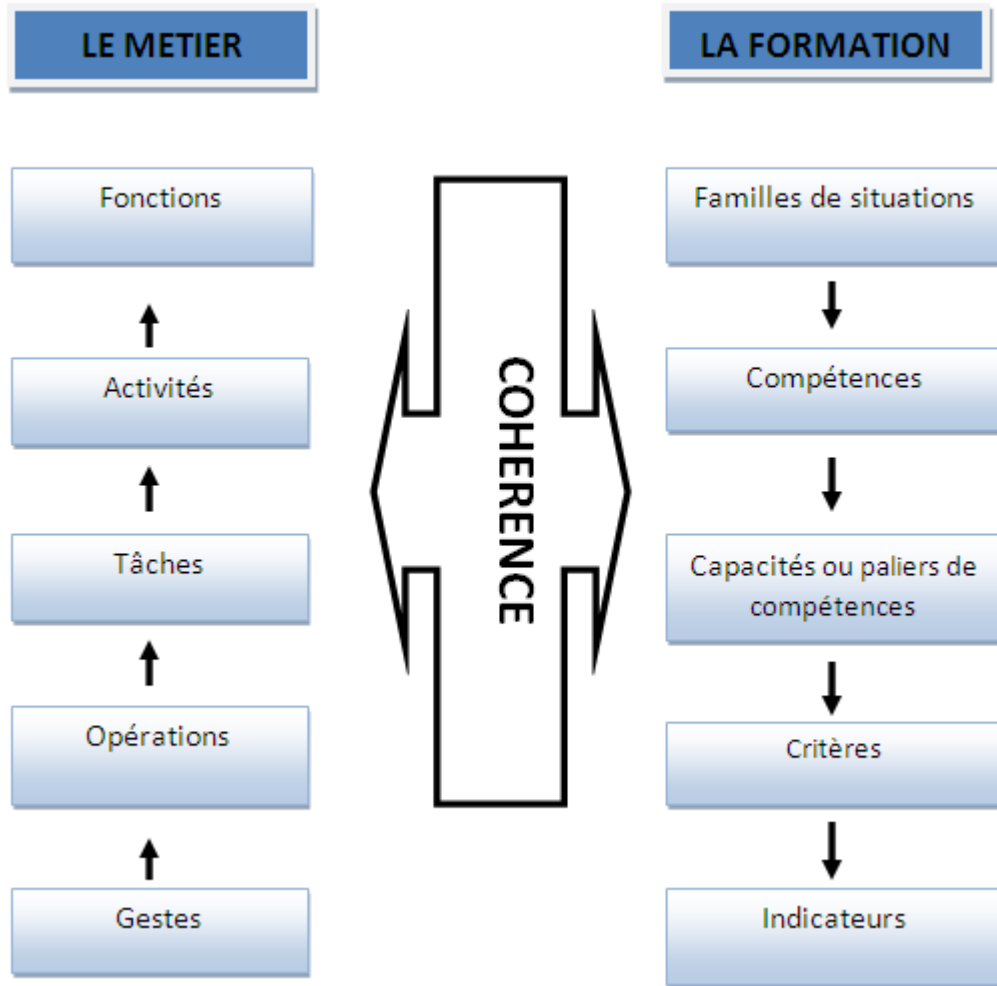 LE METIER
LA FORMATION
Fonctions
Familles de situations
Activités
Compétences
COHERENCE
Tâches
Capacités ou paliers de
compétences
Opérations
Critères
Gestes
Indicateurs